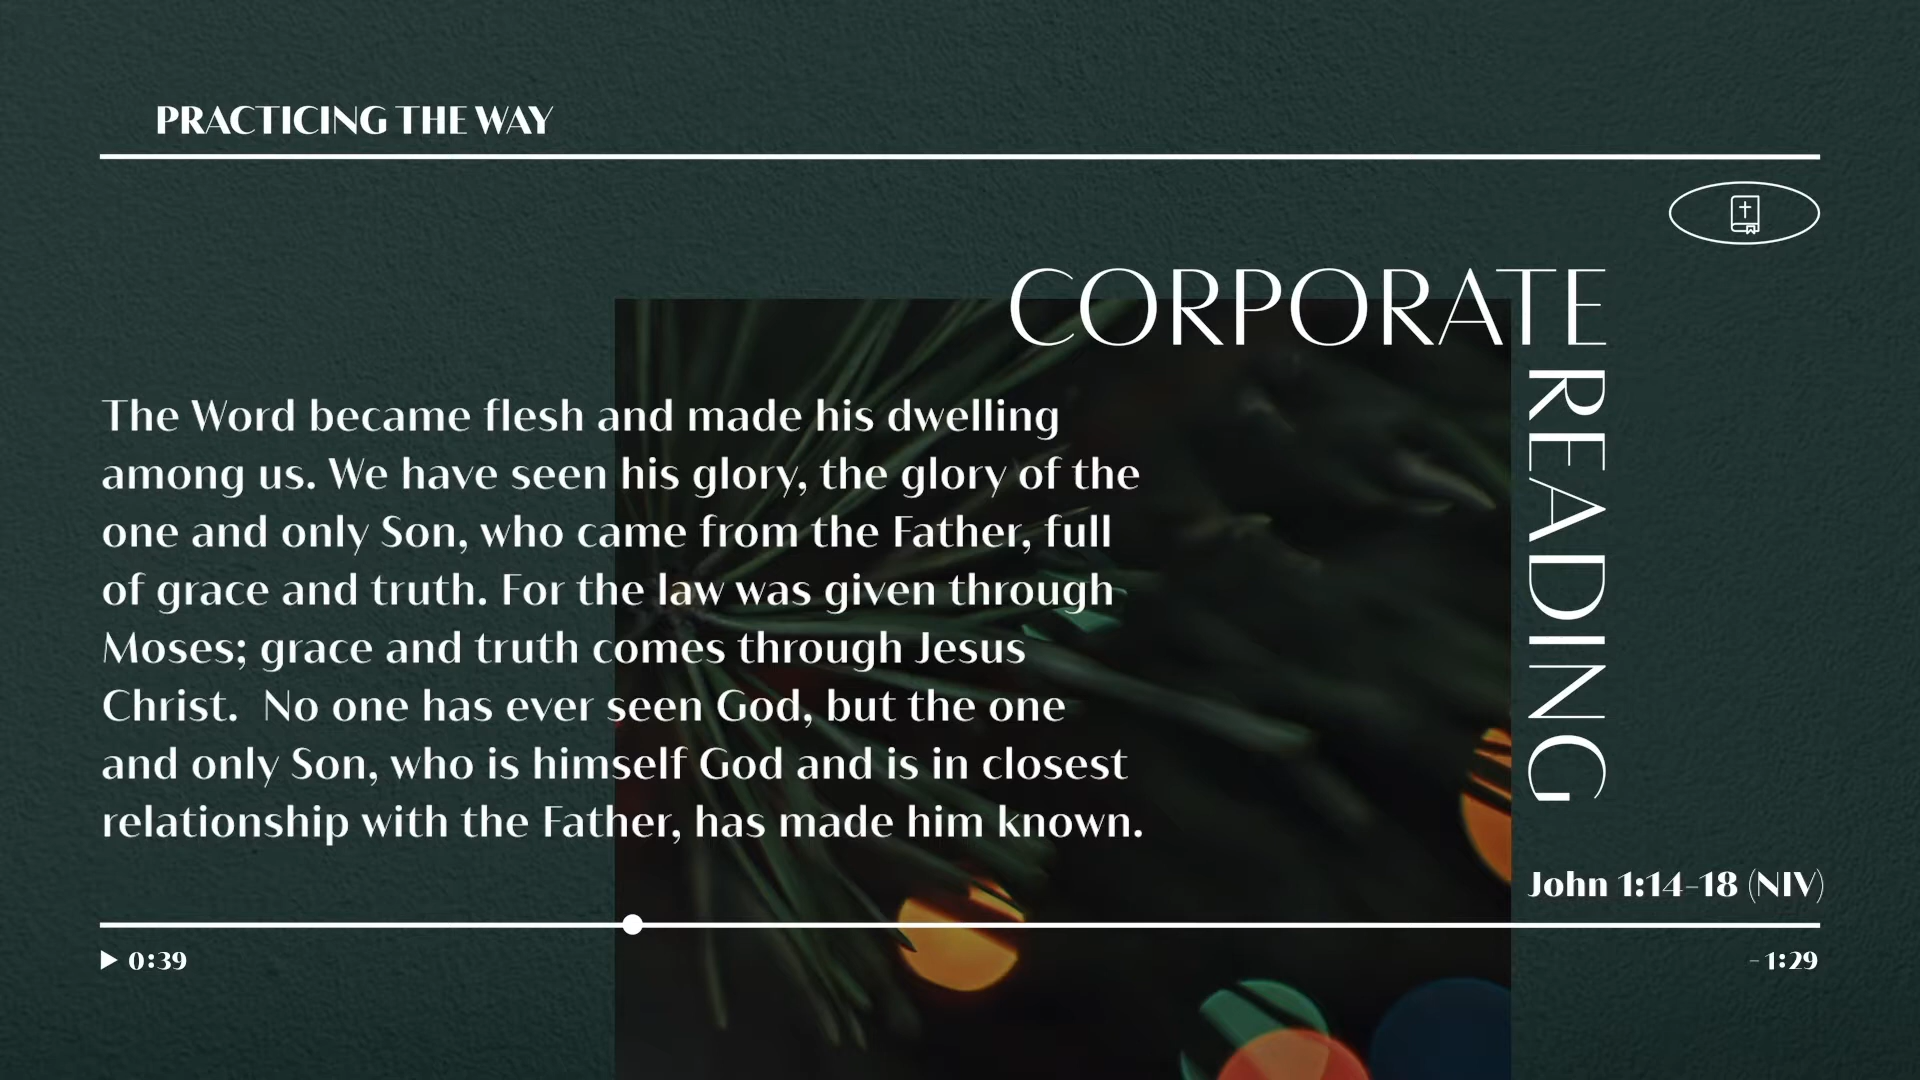 PRACTICING THE WAY
CORPORATE
READING
The Word became flesh and made his dwelling
among us. We have seen his glory, the glory of the
one and only Son, who came from the Father, full
of grace and truth. For the law was given through
Moses; grace and truth comes through Jesus
Christ.  No one has ever seen God, but the one
and only Son, who is himself God and is in closest
relationship with the Father, has made him known.
John 1:14-18 (NIV)
0:39
- 1:29